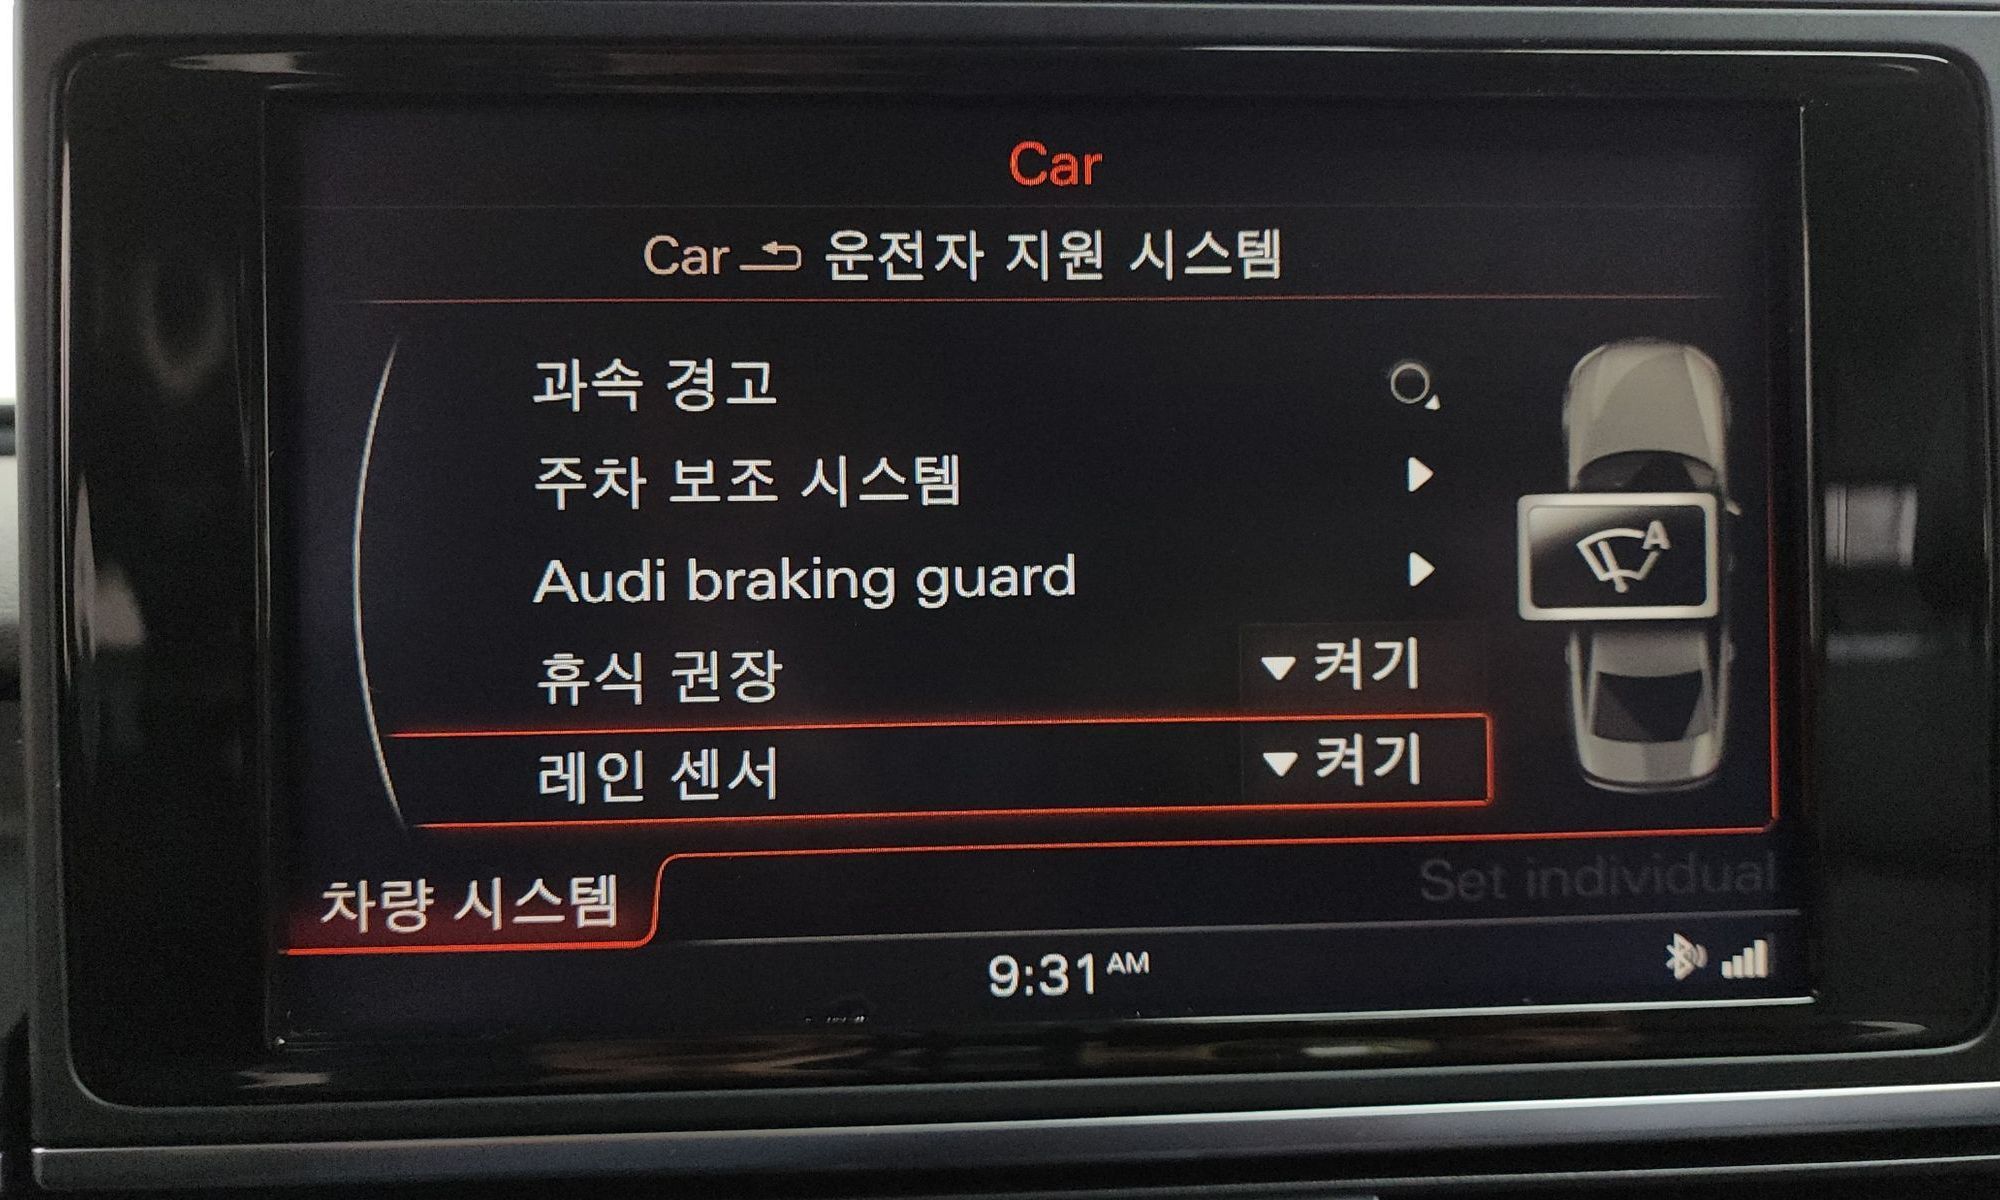 Car
Car 운전자 지원 시스템
과속 경고
주차 보조 시스템
Audi braking guard
휴식 권장 켜기
레인 센서 켜기
A
차량 시스템
Set individual
9:31 AM